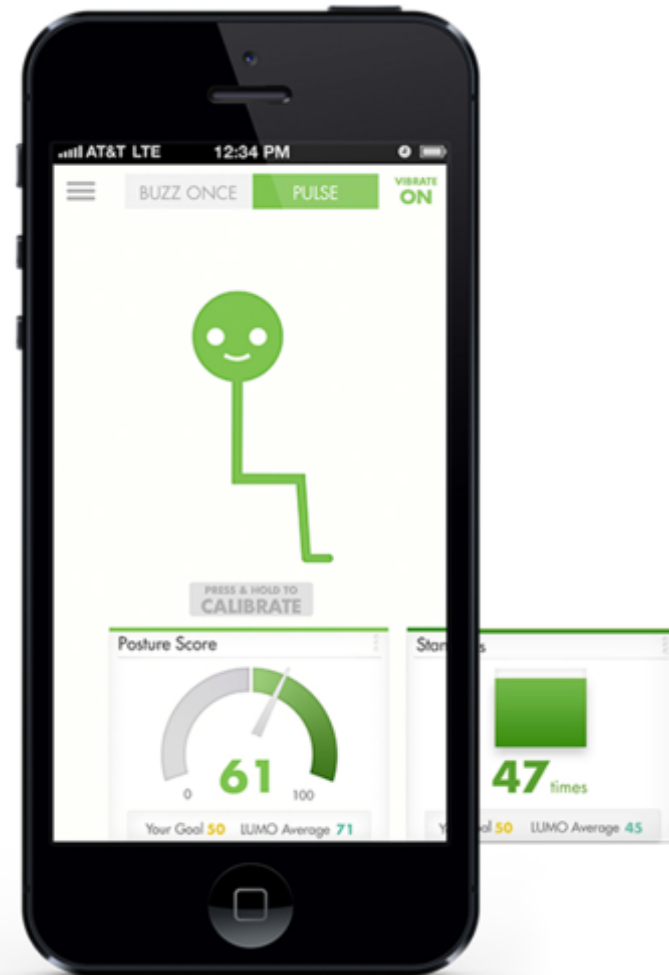 AT&T LTE 12:34 PM
BUZZ ONCE PULSE VIBRATE ON
PRESS & HOLD TO
CALIBRATE
Posture Score
61
0 100
Your Goal 50 LUMO Average 71
47 times
50 LUMO Average 45